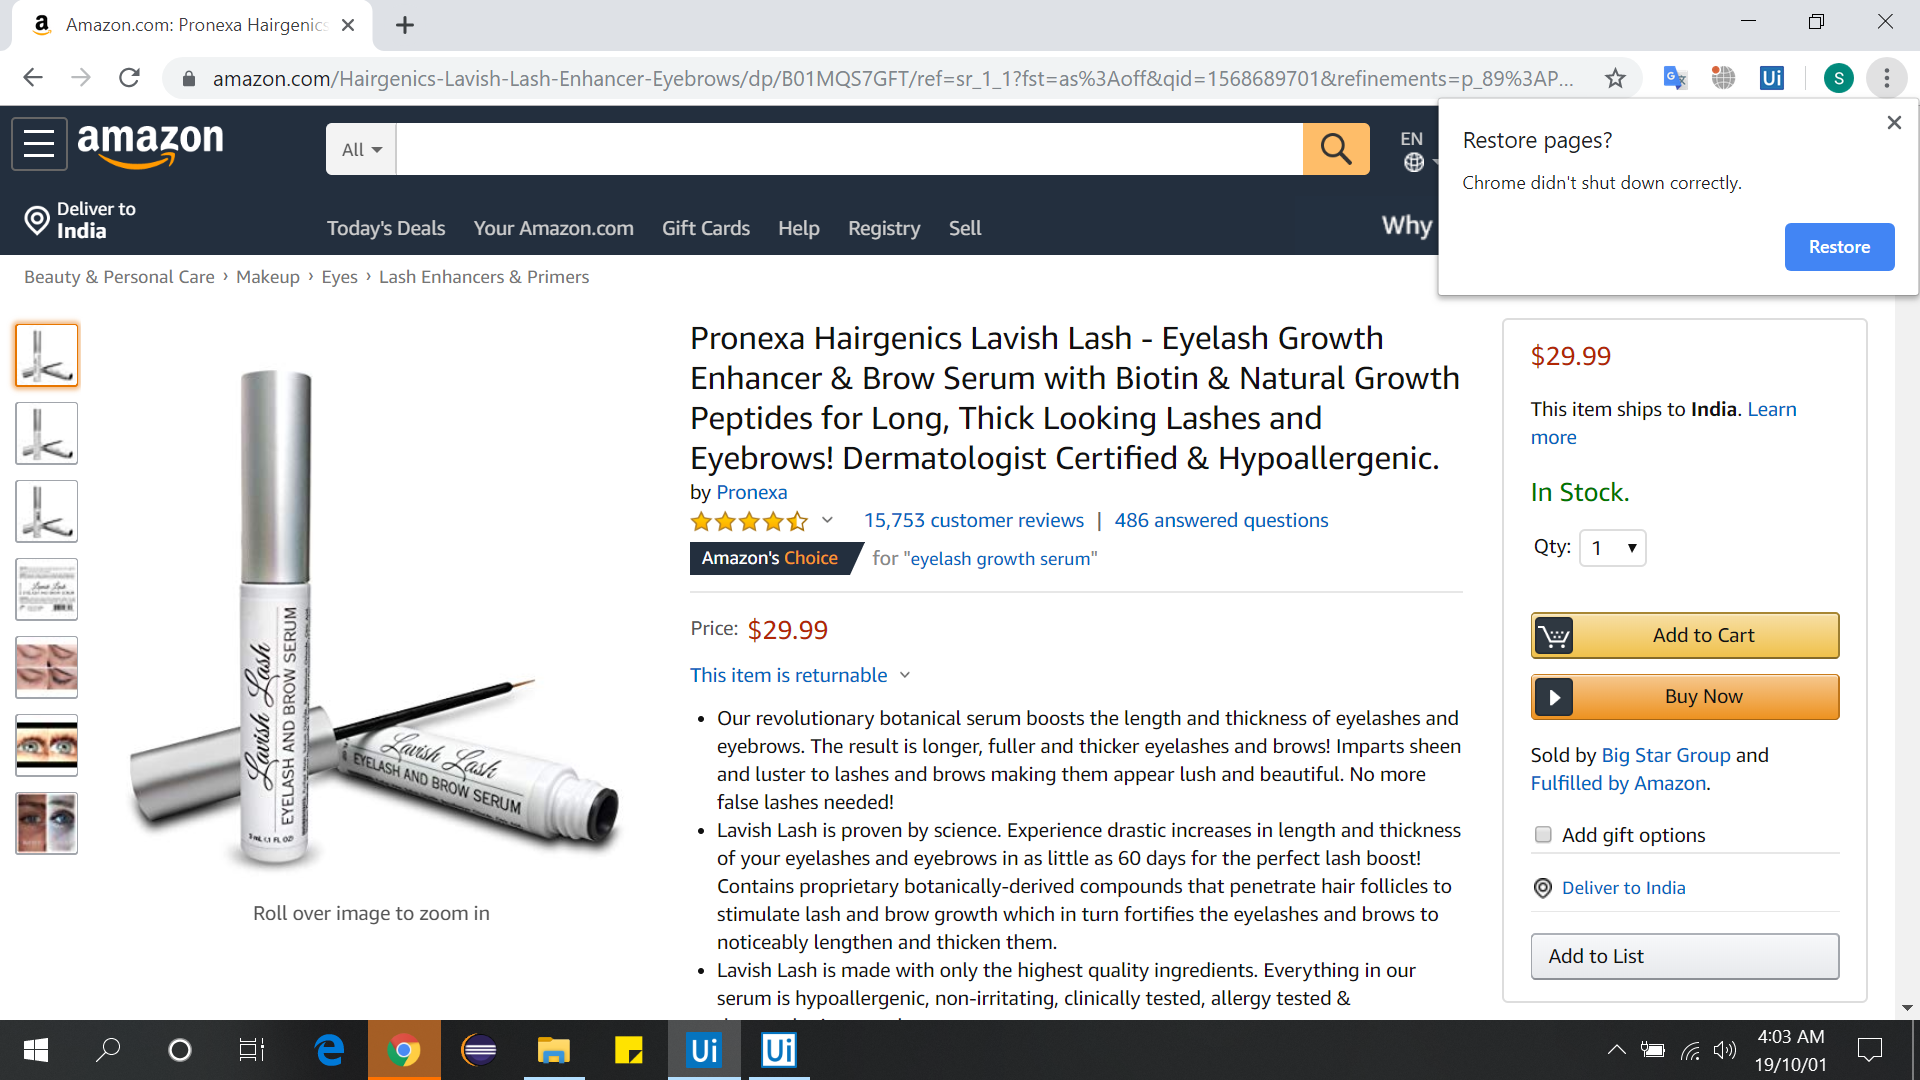 Amazon.com: Pronexa Hairgenics
amazon.com/Hairgenics-Lavish-Lash-Enhancer-Eyebrows/dp/B01MQS7GFT/ref=sr_1_1?fst=as%3Aoff&qid=1568689701&refinements=p_89%3AP...
Ui
S
Restore pages?
Chrome didn't shut down correctly.
Restore
amazon
All
EN
Deliver to
India
Today's Deals
Your Amazon.com
Gift Cards
Help
Registry
Sell
Why
Beauty & Personal Care › Makeup › Eyes › Lash Enhancers & Primers
Lavish Lash
EYELASH AND BROW SERUM
Lavish Lash
EYELASH AND BROW SERUM
Roll over image to zoom in
Pronexa Hairgenics Lavish Lash - Eyelash Growth
Enhancer & Brow Serum with Biotin & Natural Growth
Peptides for Long, Thick Looking Lashes and
Eyebrows! Dermatologist Certified & Hypoallergenic.
by Pronexa
15,753 customer reviews | 486 answered questions
Amazon's Choice for "eyelash growth serum"
Price: $29.99
This item is returnable
• Our revolutionary botanical serum boosts the length and thickness of eyelashes and
eyebrows. The result is longer, fuller and thicker eyelashes and brows! Imparts sheen
and luster to lashes and brows making them appear lush and beautiful. No more
false lashes needed!
• Lavish Lash is proven by science. Experience drastic increases in length and thickness
of your eyelashes and eyebrows in as little as 60 days for the perfect lash boost!
Contains proprietary botanically-derived compounds that penetrate hair follicles to
stimulate lash and brow growth which in turn fortifies the eyelashes and brows to
noticeably lengthen and thicken them.
• Lavish Lash is made with only the highest quality ingredients. Everything in our
serum is hypoallergenic, non-irritating, clinically tested, allergy tested &
$29.99
This item ships to India. Learn
more
In Stock.
Qty: 1
Add to Cart
Buy Now
Sold by Big Star Group and
Fulfilled by Amazon.
Add gift options
Deliver to India
Add to List
Ui
Ui
4:03 AM
19/10/01